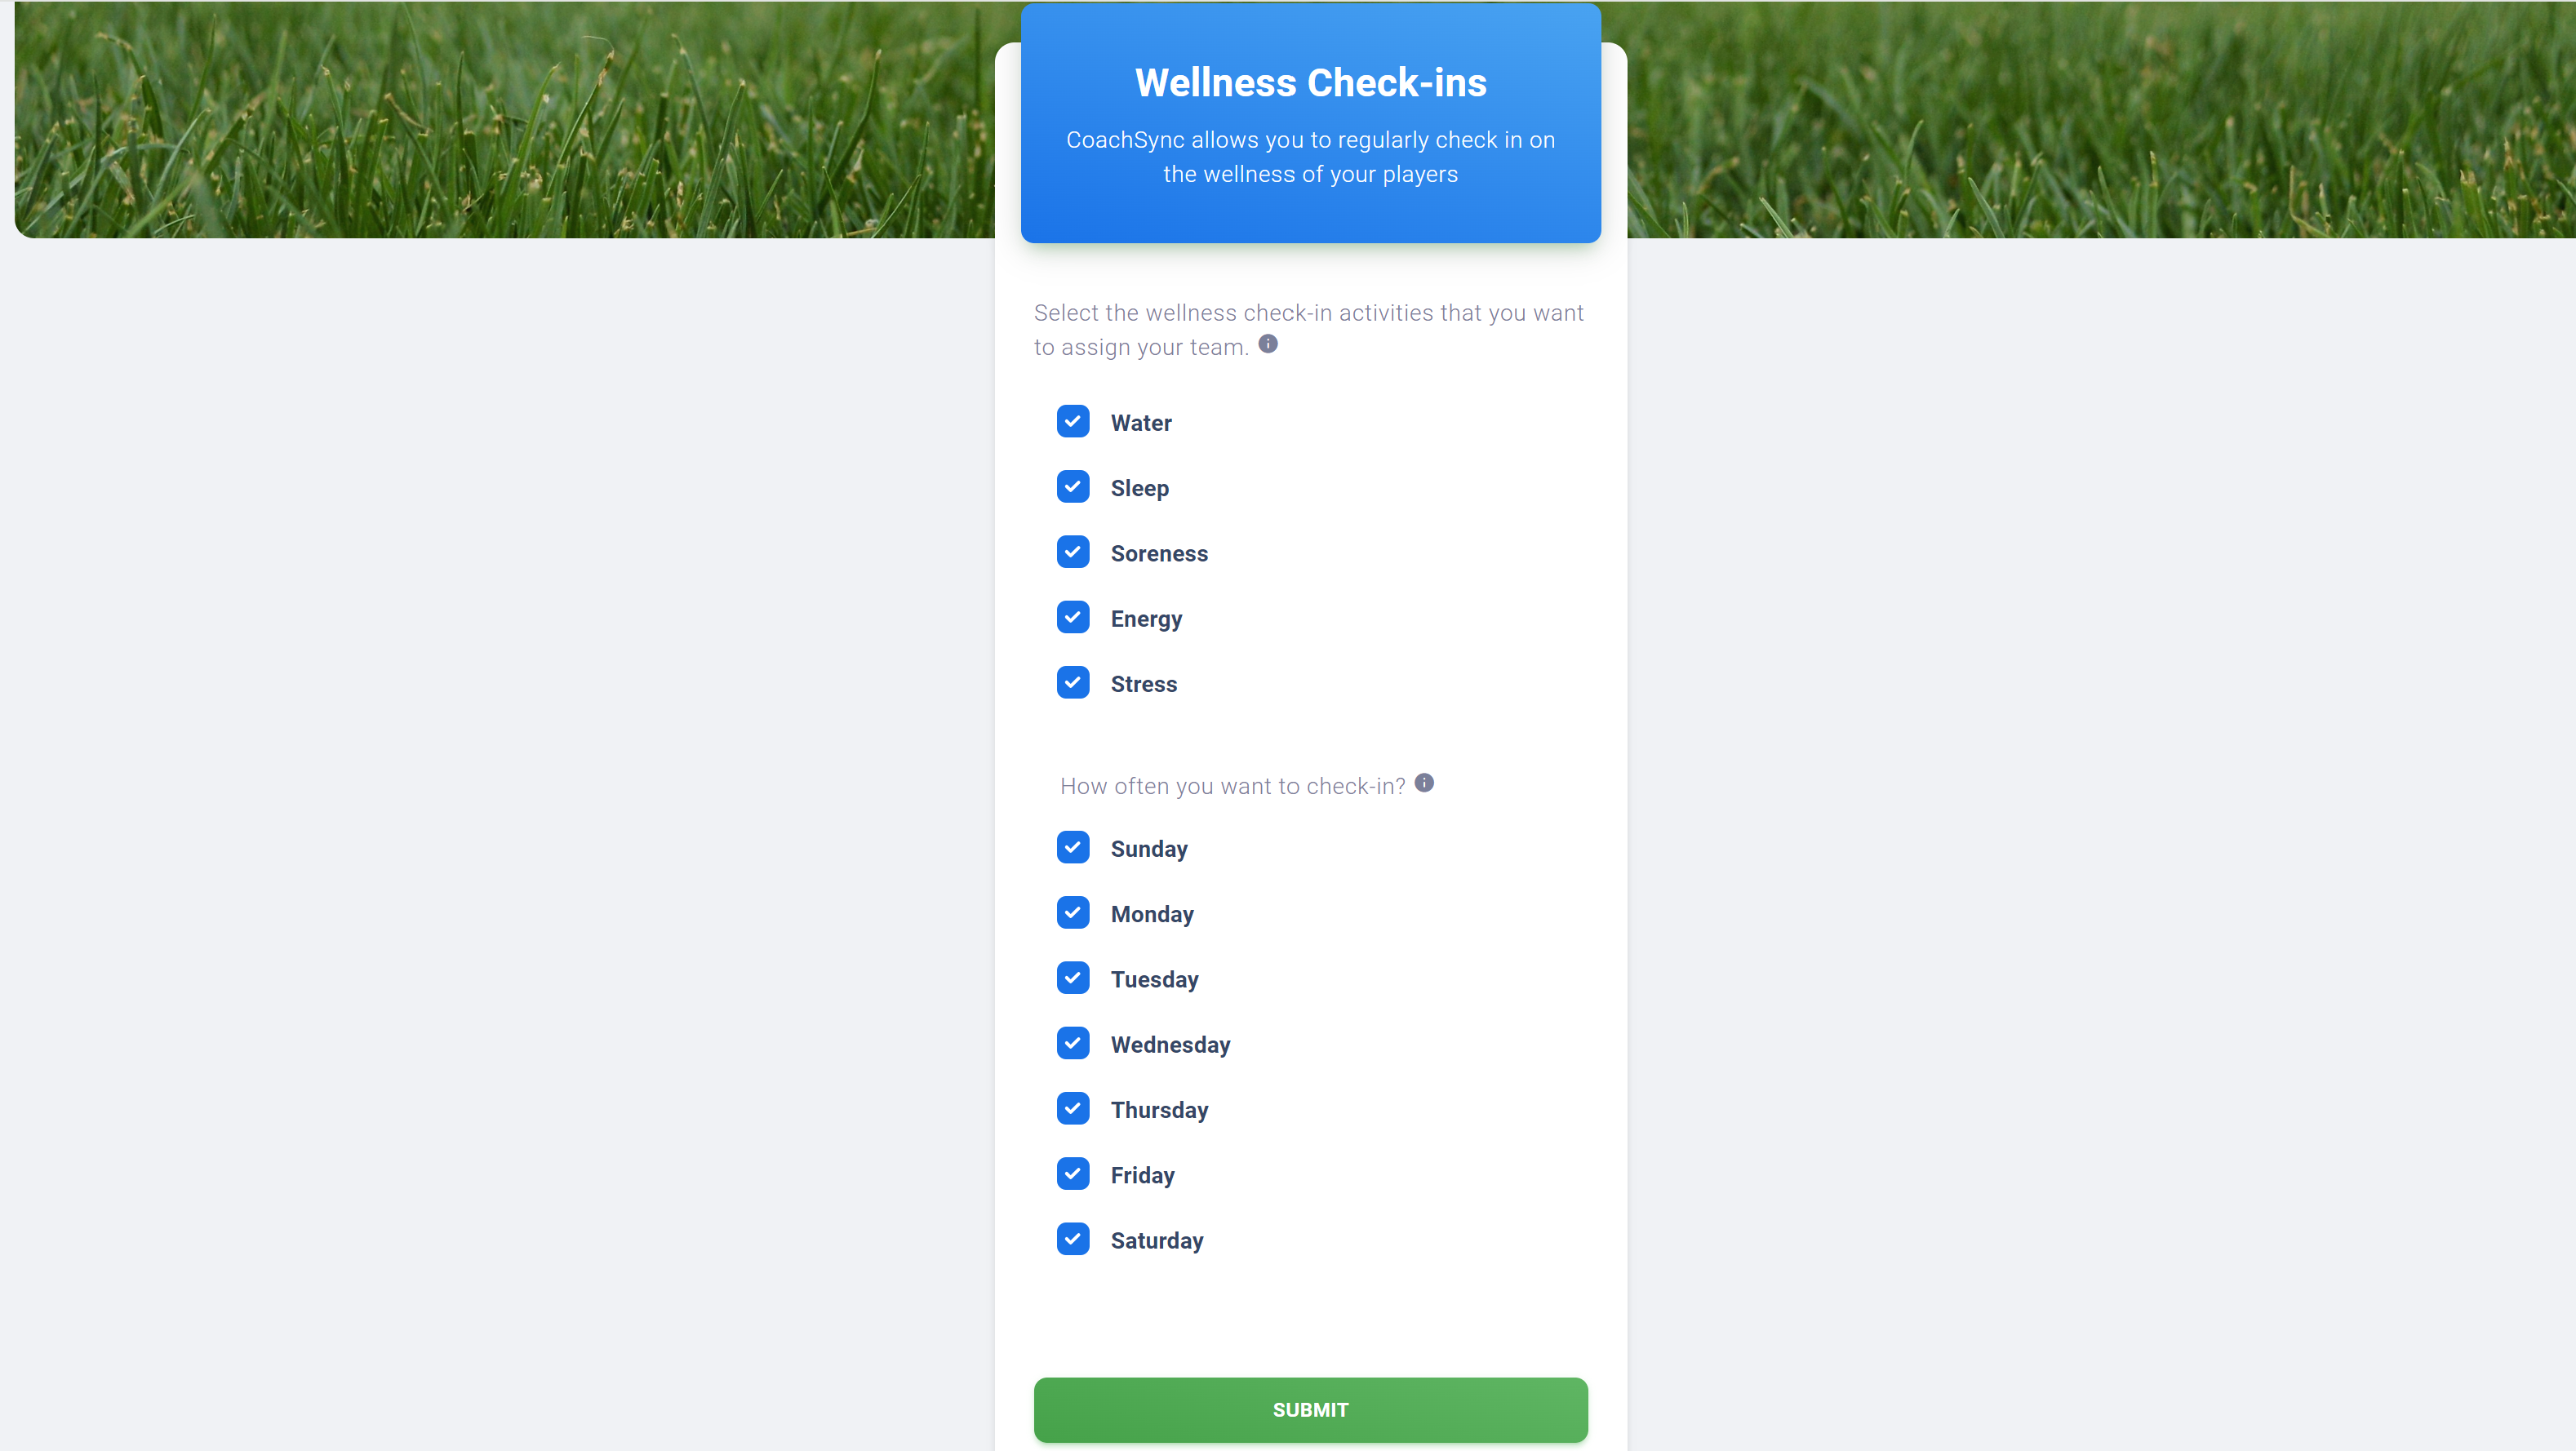 Wellness Check-ins
CoachSync allows you to regularly check in on
the wellness of your players
Select the wellness check-in activities that you want
to assign your team.
Water
Sleep
Soreness
Energy
Stress
How often you want to check-in?
Sunday
Monday
Tuesday
Wednesday
Thursday
Friday
Saturday
SUBMIT